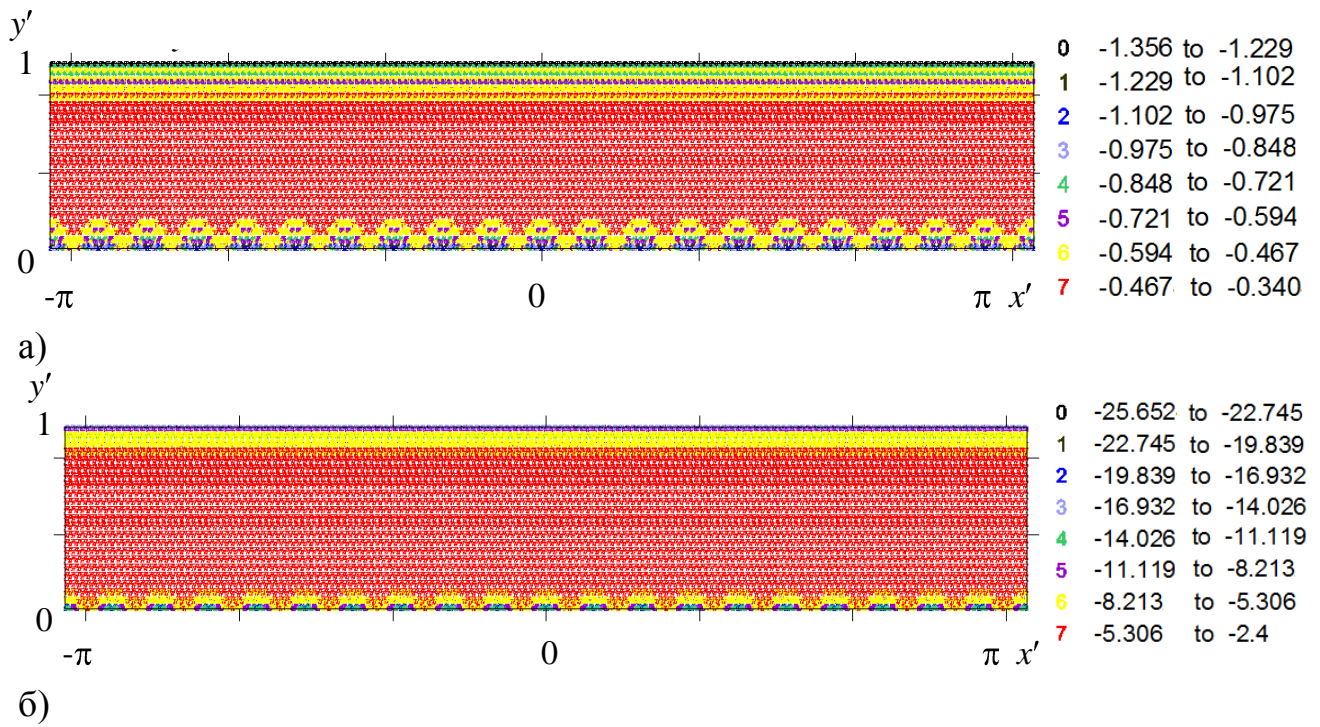 y′
1
0
-π 0 π x′
0 -1.356 to -1.229
1 -1.229 to -1.102
2 -1.102 to -0.975
3 -0.975 to -0.848
4 -0.848 to -0.721
5 -0.721 to -0.594
6 -0.594 to -0.467
7 -0.467 to -0.340
а)
y′
1
0
-π 0 π x′
0 -25.652 to -22.745
1 -22.745 to -19.839
2 -19.839 to -16.932
3 -16.932 to -14.026
4 -14.026 to -11.119
5 -11.119 to -8.213
6 -8.213 to -5.306
7 -5.306 to -2.4
б)